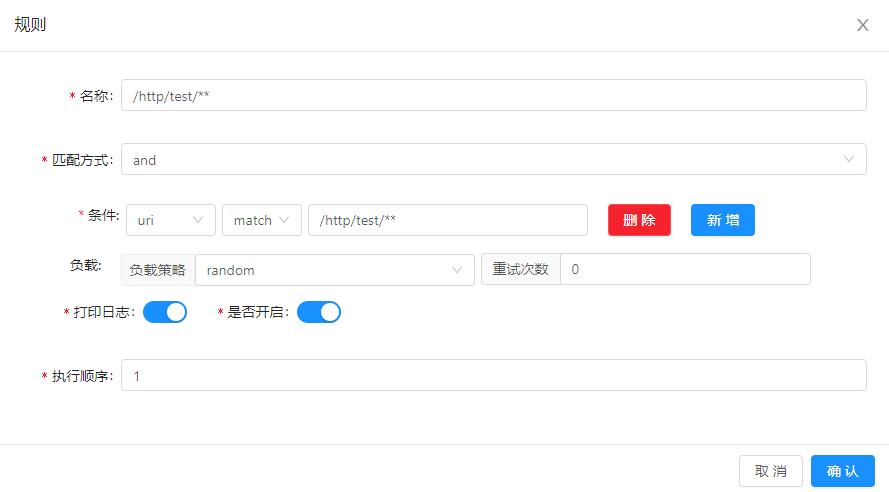 规则
* 名称: /http/test/**
* 匹配方式: and
* 条件: uri match /http/test/** 删 除 新 增
负载: 负载策略 random 重试次数 0
* 打印日志: * 是否开启:
* 执行顺序: 1
取 消 确 认